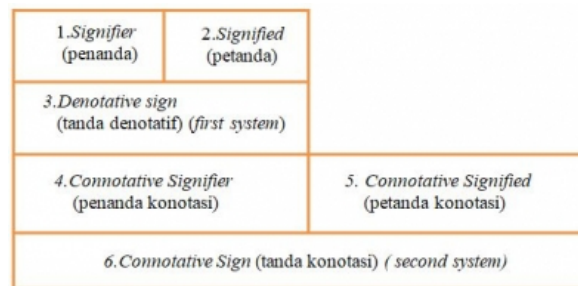 1.Signifier
(penanda)
2.Signified
(petanda)
3.Denotative sign
(tanda denotatif) (first system)
4.Connotative Signifier
(penanda konotasi)
5. Connotative Signified
(petanda konotasi)
6.Connotative Sign (tanda konotasi) ( second system)